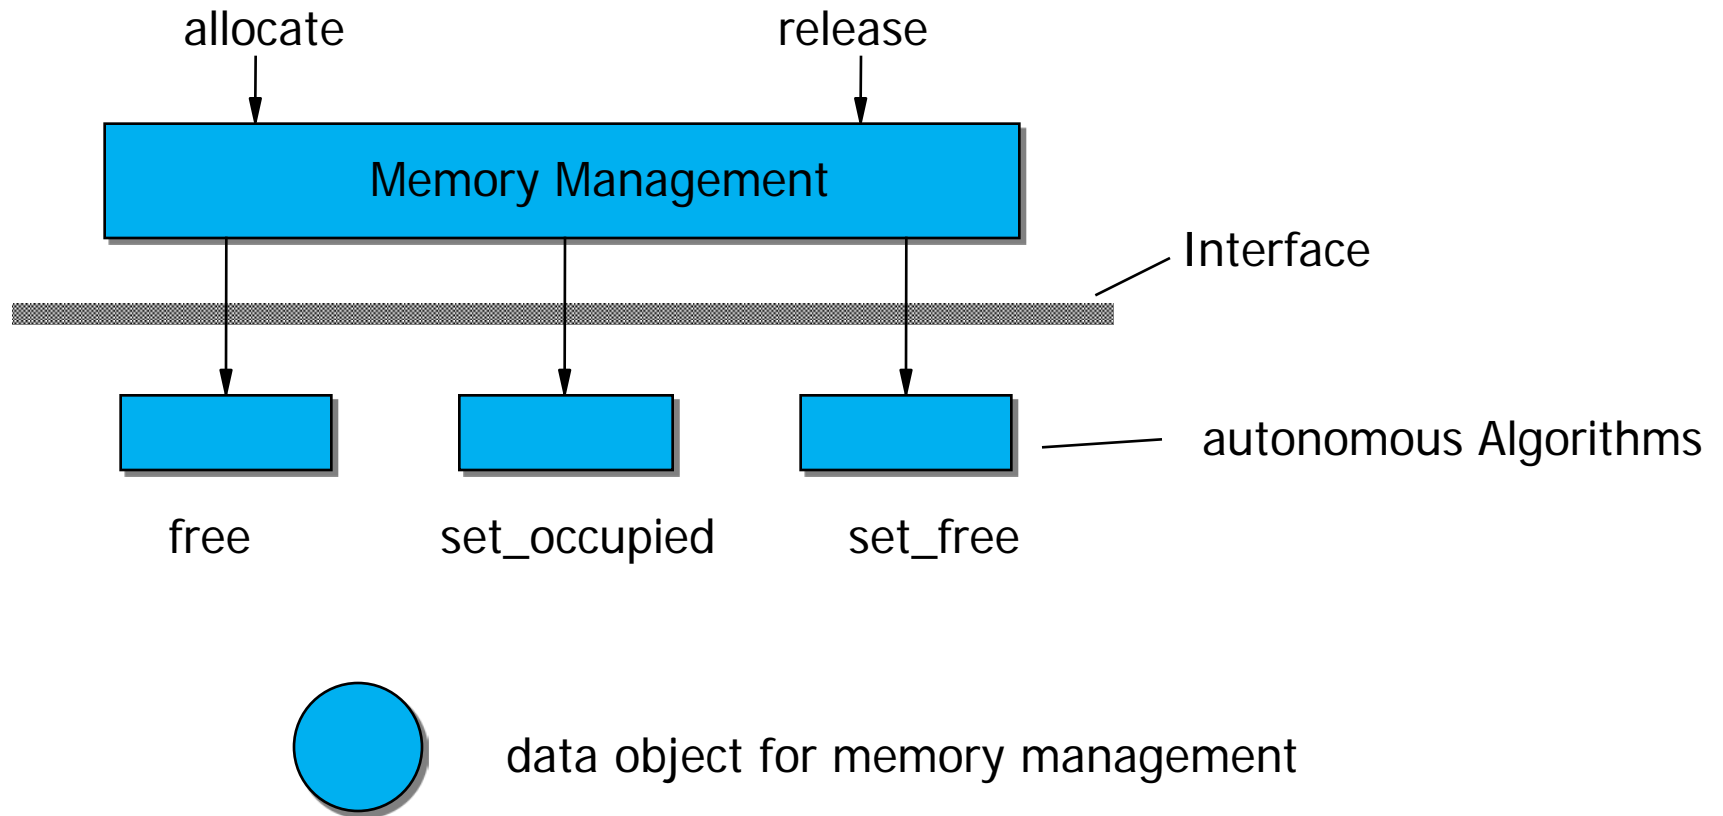 allocate
release
Memory Management
Interface
autonomous Algorithms
free
set_occupied
set_free
data object for memory management